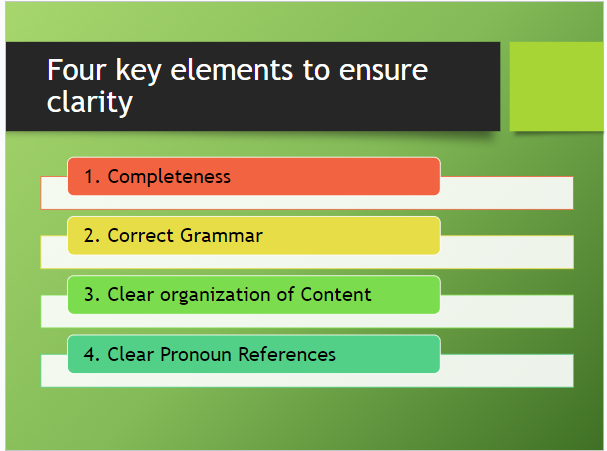 Four key elements to ensure
clarity
1. Completeness
2. Correct Grammar
3. Clear organization of Content
4. Clear Pronoun References